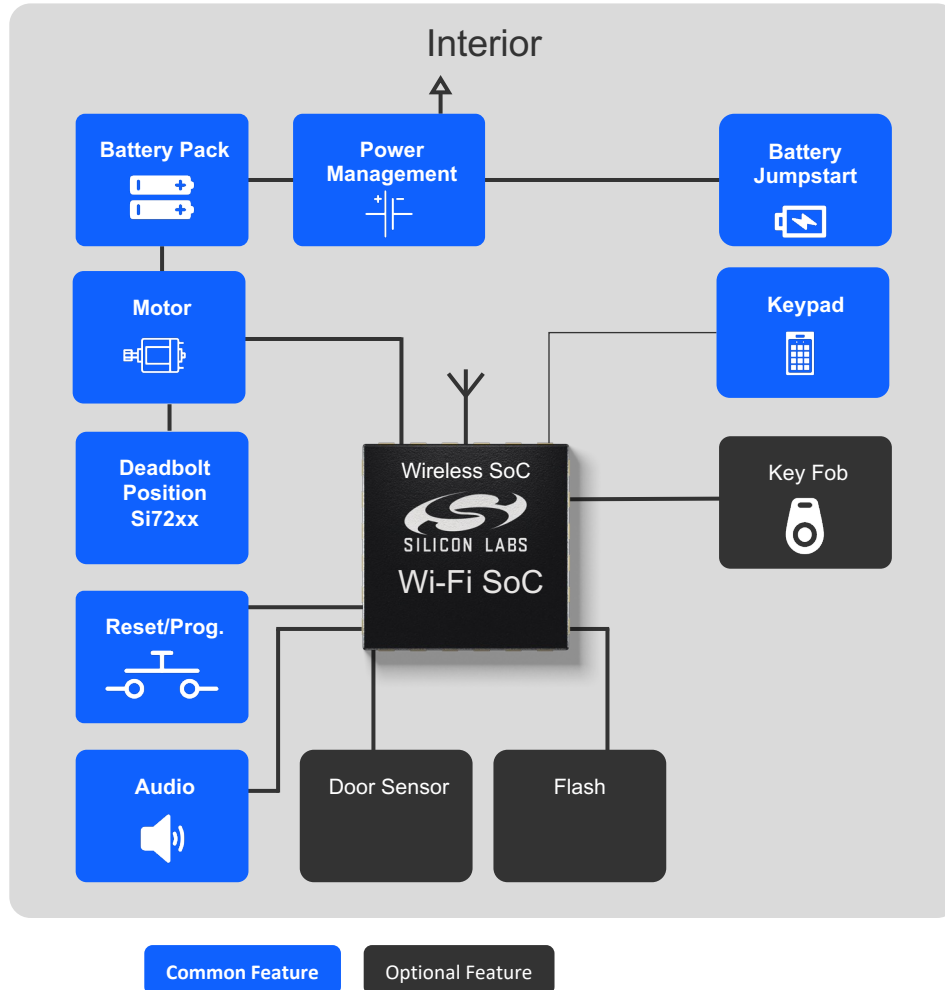 Interior
Battery Pack
Power
Management
Battery
Jumpstart
Motor
Keypad
Deadbolt
Position
Si72xx
Wireless SoC
SILICON LABS
Wi-Fi SoC
Key Fob
Reset/Prog.
Audio
Door Sensor
Flash
Common Feature
Optional Feature